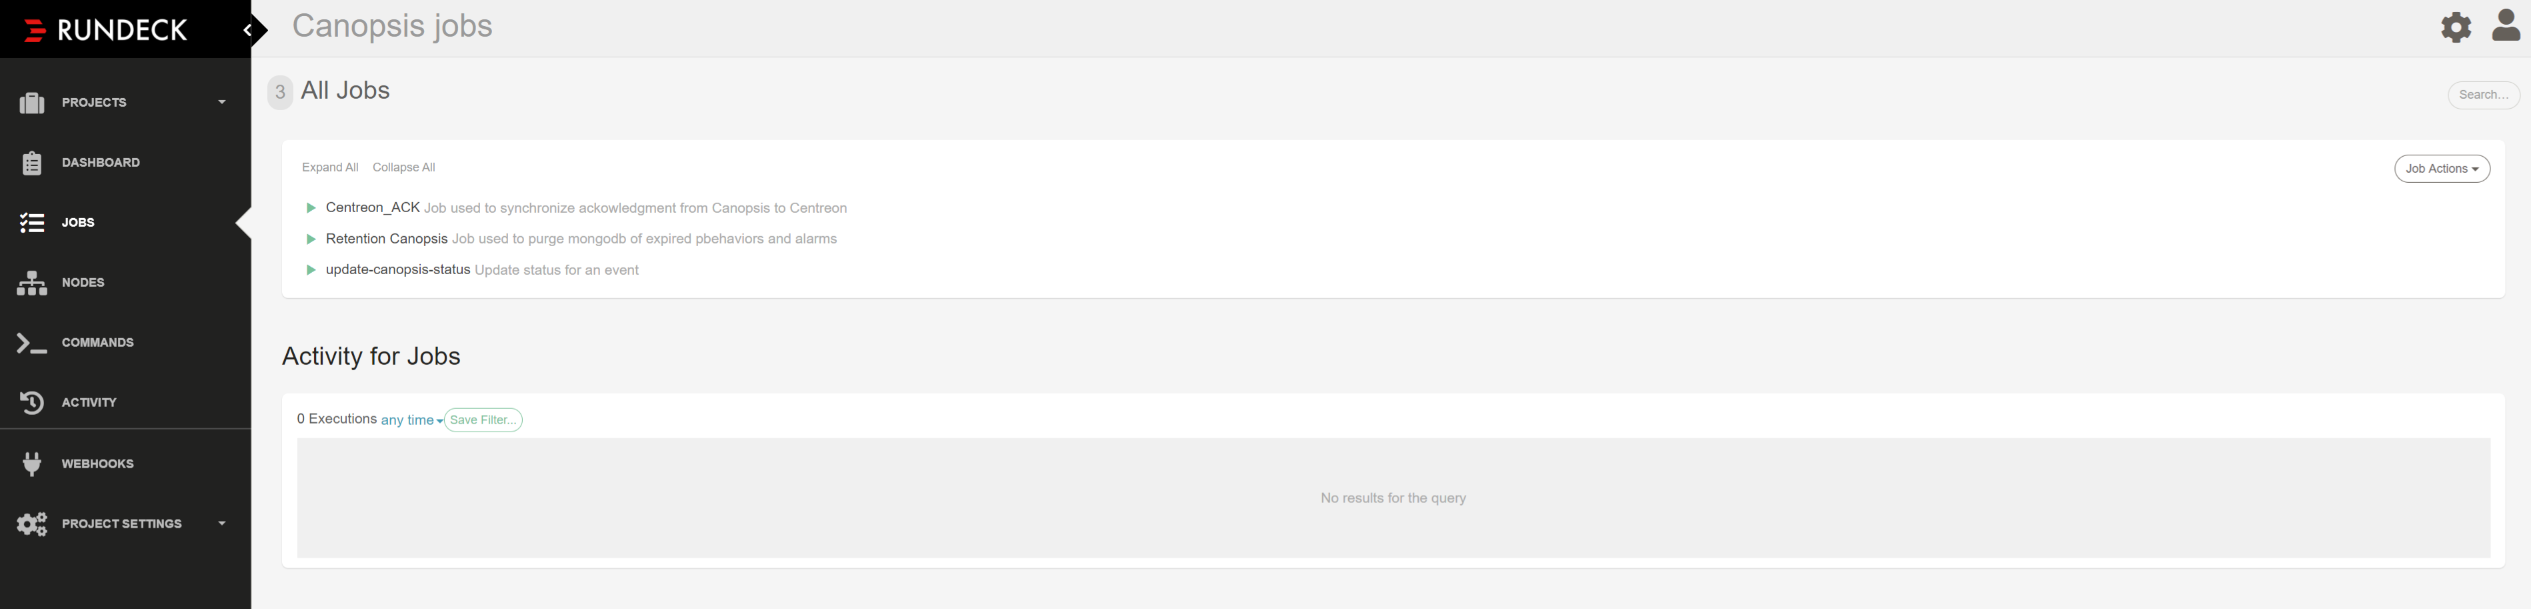 RUNDECK
Canopsis jobs
PROJECTS
DASHBOARD
JOBS
NODES
COMMANDS
ACTIVITY
WEBHOOKS
PROJECT SETTINGS
3 All Jobs
Search...
Expand All Collapse All
Job Actions
Centreon_ACK Job used to synchronize ackowledgment from Canopsis to Centreon
Retention Canopsis Job used to purge mongodb of expired pbehaviors and alarms
update-canopsis-status Update status for an event
Activity for Jobs
0 Executions any time Save Filter...
No results for the query